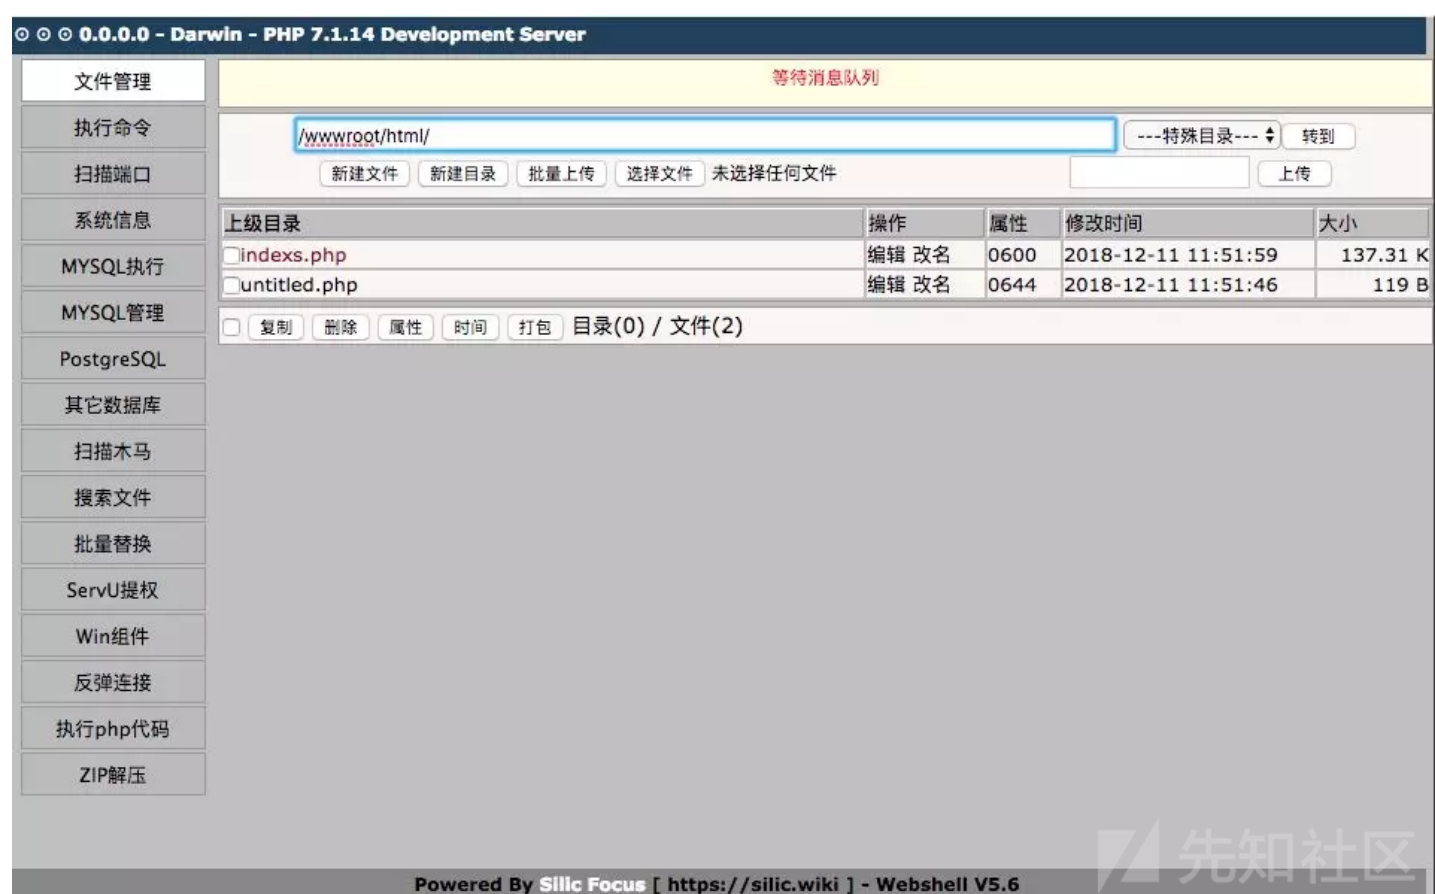 ⊙ ⊙ ⊙ 0.0.0.0 - Darwin - PHP 7.1.14 Development Server
文件管理
执行命令
扫描端口
系统信息
MYSQL执行
MYSQL管理
PostgreSQL
其它数据库
扫描木马
搜索文件
批量替换
ServU提权
Win组件
反弹连接
执行php代码
ZIP解压
等待消息队列
/wwwroot/html/ ---特殊目录--- 转到
新建文件 新建目录 批量上传 选择文件 未选择任何文件 上传
上级目录 操作 属性 修改时间 大小
indexs.php 编辑 改名 0600 2018-12-11 11:51:59 137.31 K
untitled.php 编辑 改名 0644 2018-12-11 11:51:46 119 B
复制 删除 属性 时间 打包 目录(0) / 文件(2)
先知社区
Powered By Silic Focus [ https://silic.wiki ] - Webshell V5.6